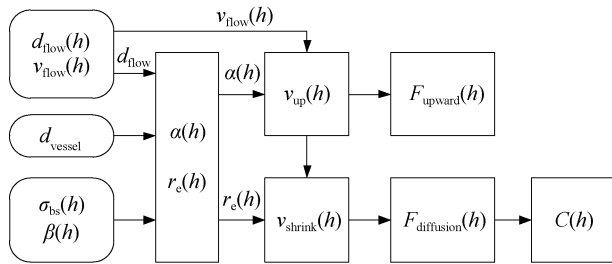 v_flow(h)
d_flow(h)
v_flow(h)
d_flow
α(h)
v_up(h)
F_upward(h)
d_vessel
α(h)
r_e(h)
σ_bs(h)
β(h)
r_e(h)
v_shrink(h)
F_diffusion(h)
C(h)